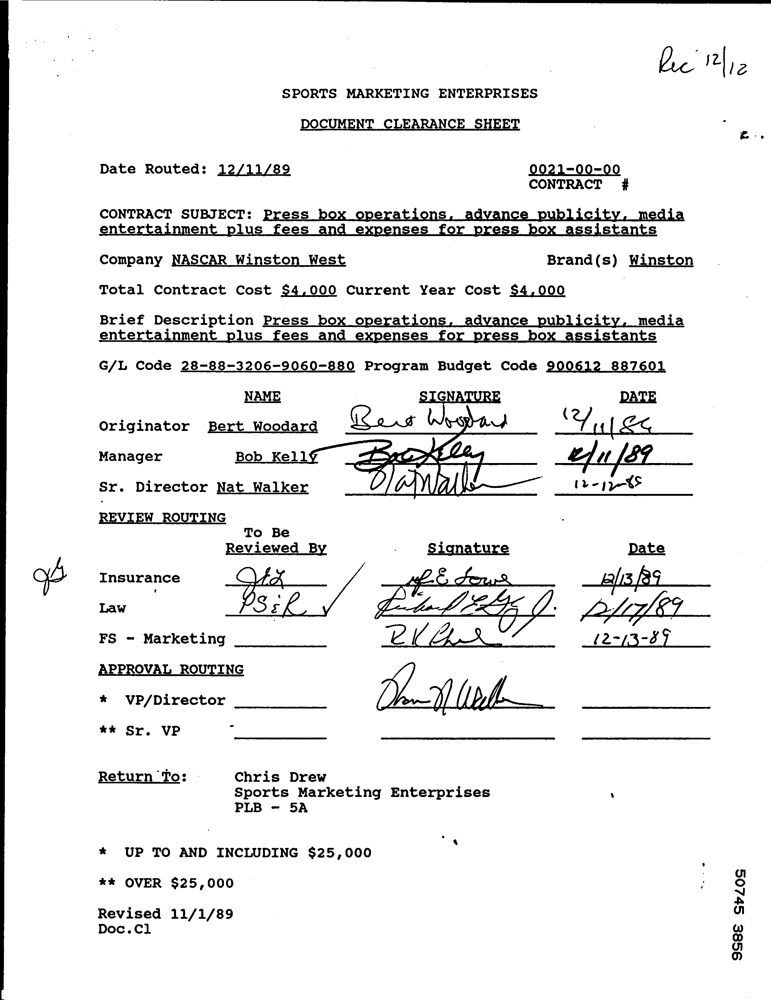 Rec 12/12
SPORTS MARKETING ENTERPRISES
DOCUMENT CLEARANCE SHEET
Date Routed: 12/11/89 0021-00-00
CONTRACT #
CONTRACT SUBJECT: Press box operations, advance publicity, media
entertainment plus fees and expenses for press box assistants
Company NASCAR Winston West Brand(s) Winston
Total Contract Cost $4,000 Current Year Cost $4,000
Brief Description Press box operations, advance publicity, media
entertainment plus fees and expenses for press box assistants
G/L Code 28-88-3206-9060-880 Program Budget Code 900612 887601
NAME SIGNATURE DATE
Originator Bert Woodard Bert Woodard 12/11/89
Manager Bob Kelly Bob Kelley 12/11/89
Sr. Director Nat Walker Nat Walker 12-12-89
REVIEW ROUTING
To Be
Reviewed By Signature Date
Insurance 12/13/89
Law PS&R 12/17/89
FS - Marketing 12-13-89
APPROVAL ROUTING
* VP/Director
** Sr. VP
Return To: Chris Drew
Sports Marketing Enterprises
PLB - 5A
* UP TO AND INCLUDING $25,000
** OVER $25,000
Revised 11/1/89
Doc.Cl
50745 3856